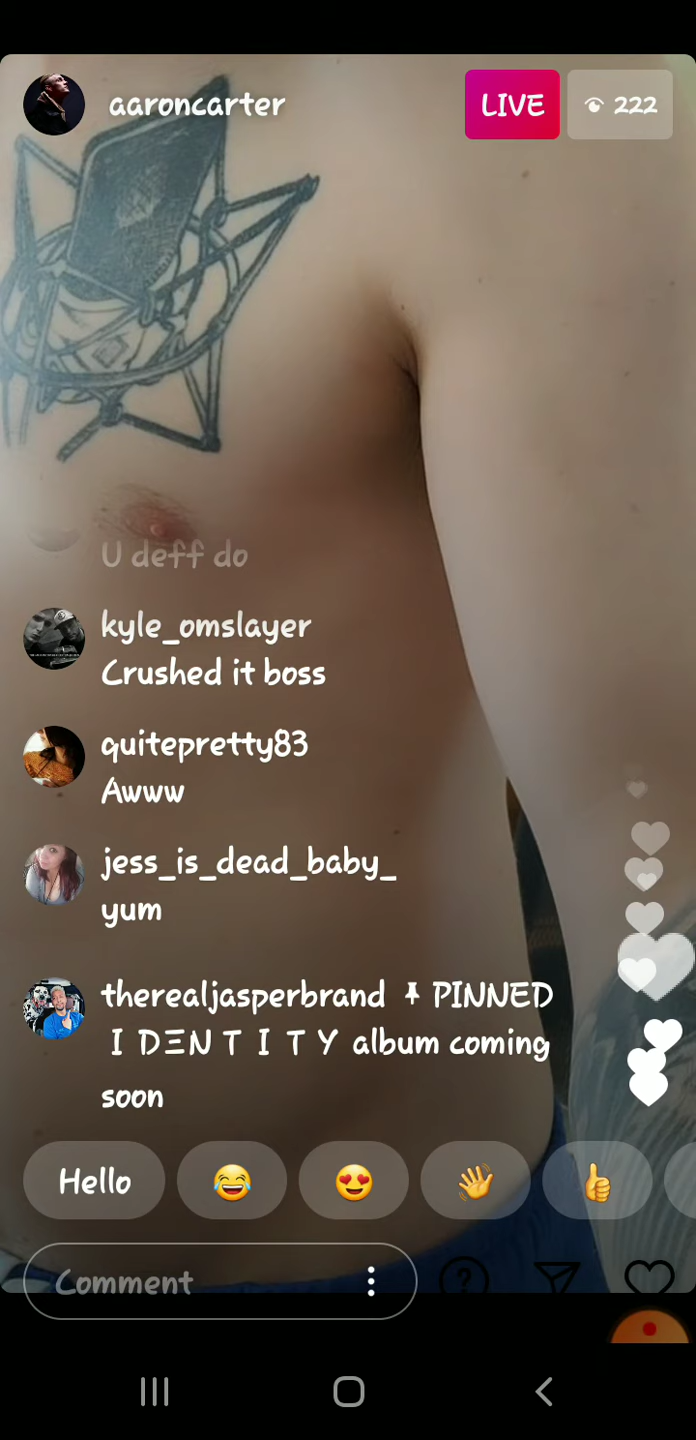 aaroncarter
LIVE
222
U deff do
kyle_omslayer
Crushed it boss
quitepretty83
Awww
jess_is_dead_baby_
yum
therealjasperbrand PINNED
I DΞN T I T Y album coming
soon
Hello
Comment